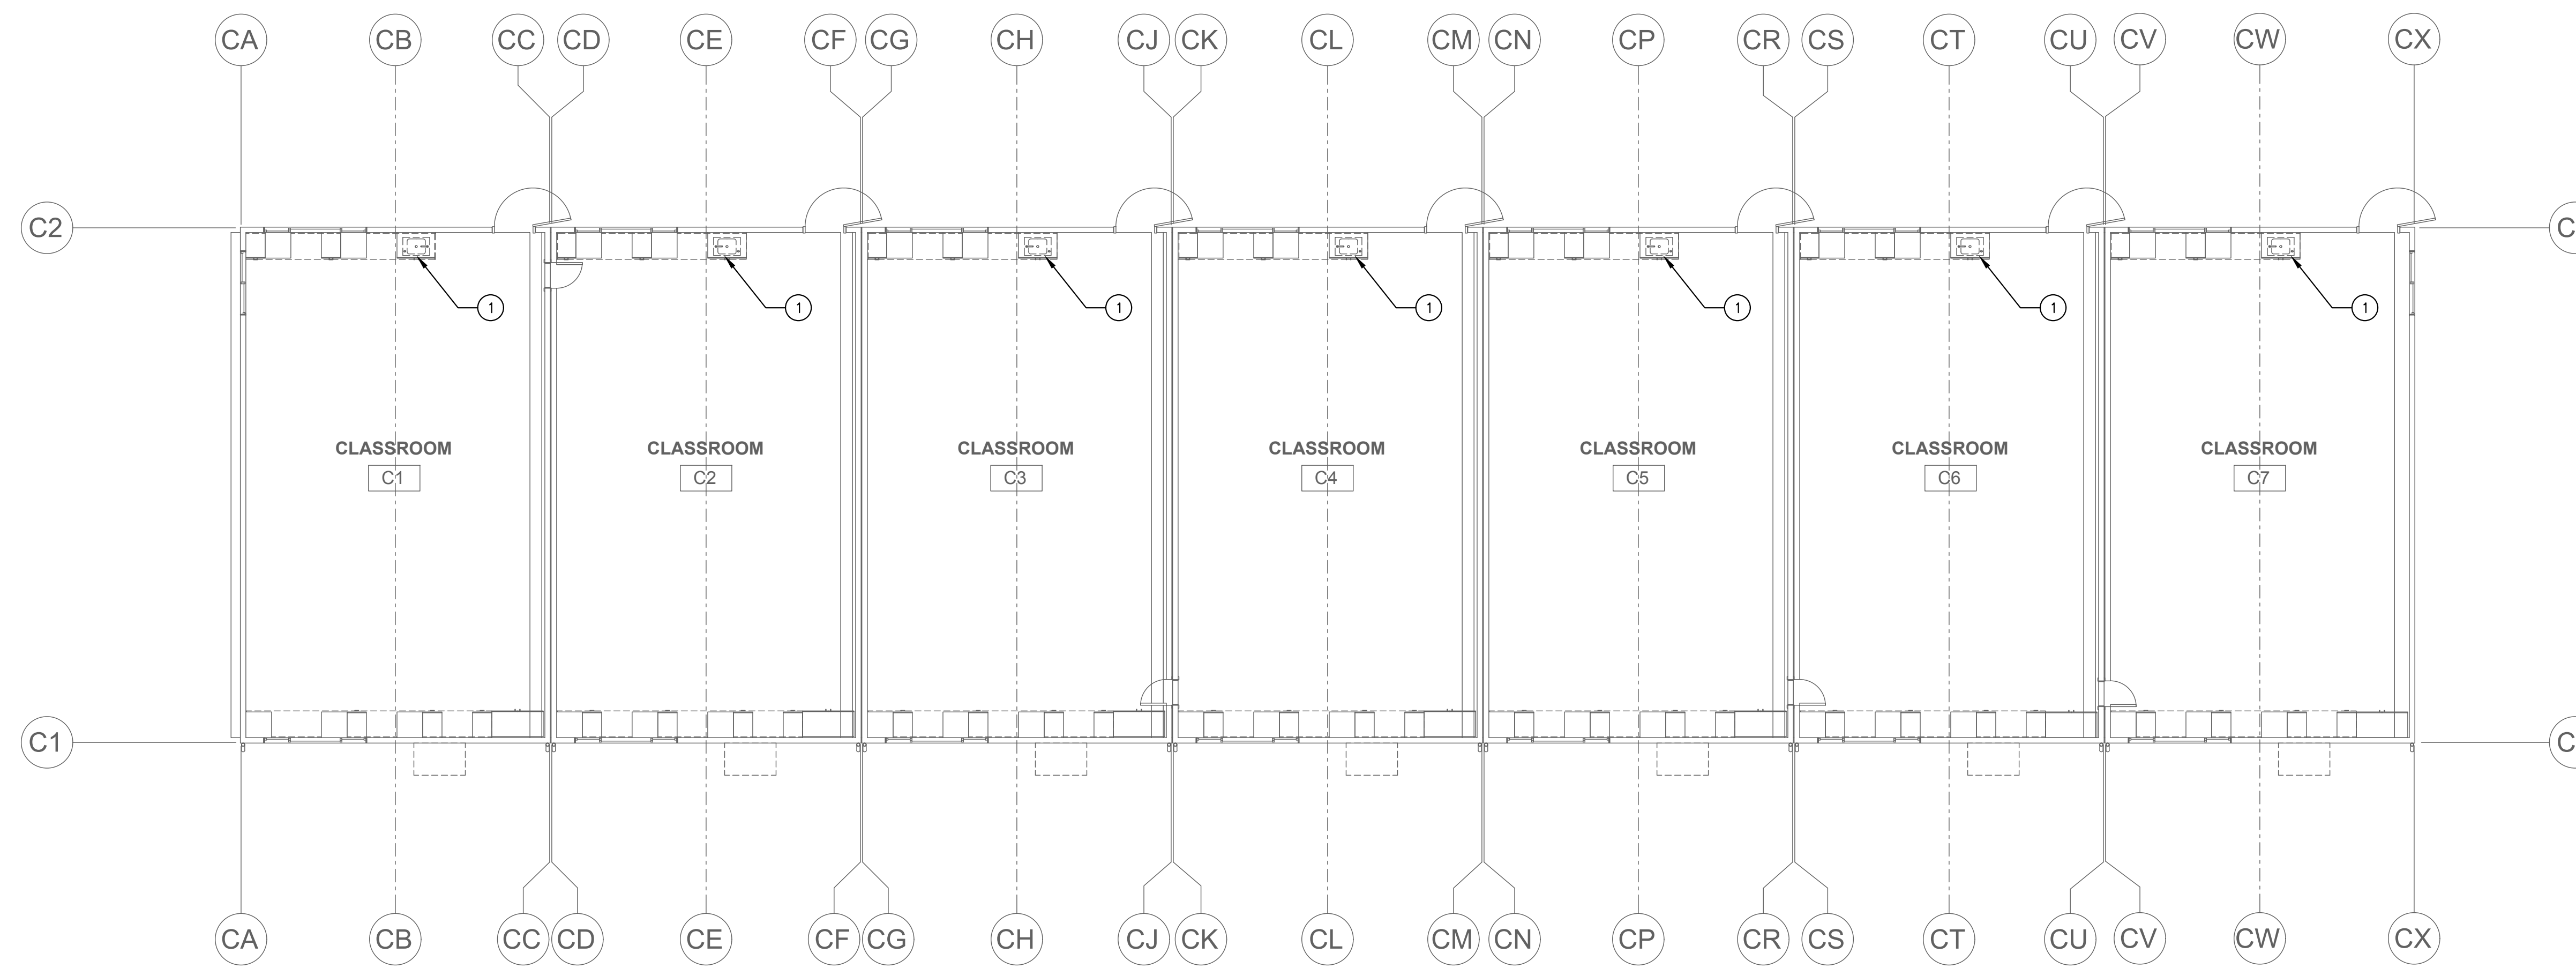 CA CB CC CD CE CF CG CH CJ CK CL CM CN CP CR CS CT CU CV CW CX
C2 C
1 1 1 1 1 1 1
CLASSROOM CLASSROOM CLASSROOM CLASSROOM CLASSROOM CLASSROOM CLASSROOM
C1 C2 C3 C4 C5 C6 C7
C1 C
CA CB CC CD CE CF CG CH CJ CK CL CM CN CP CR CS CT CU CV CW CX